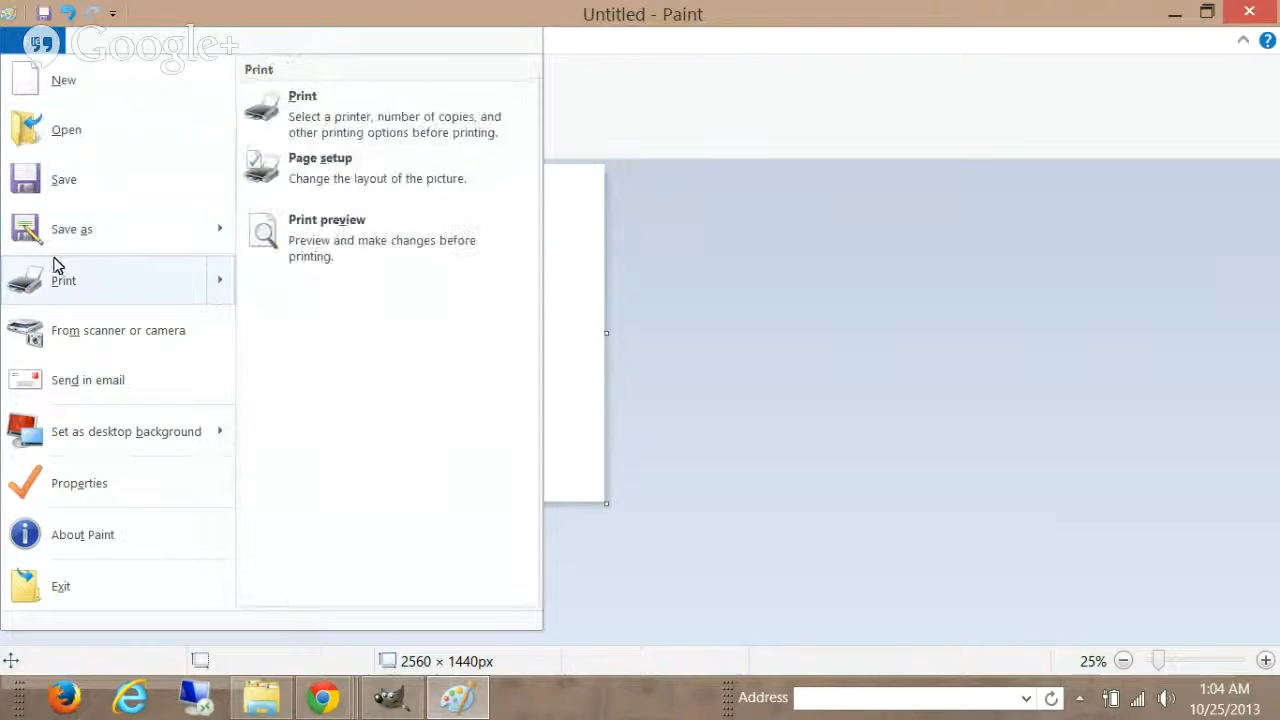 Untitled - Paint
Google+
New
Open
Save
Save as
Print
From scanner or camera
Send in email
Set as desktop background
Properties
About Paint
Exit
Print
Print
Select a printer, number of copies, and
other printing options before printing.
Page setup
Change the layout of the picture.
Print preview
Preview and make changes before
printing.
2560 × 1440px
25%
Address
1:04 AM
10/25/2013